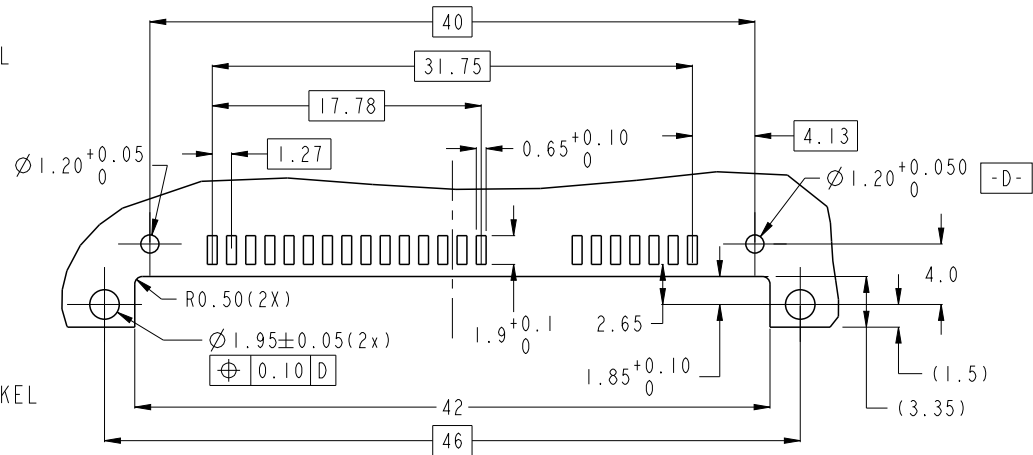 40
L
31.75
17.78
4.13
0.65 +0.10 0
1.27
Ø1.20 +0.05 0
Ø1.20 +0.050 0
-D-
4.0
R0.50(2X)
2.65
1.9 +0.1 0
Ø1.95±0.05(2x)
⌖ 0.10 D
1.85 +0.10 0
(1.5)
KEL
42
(3.35)
46